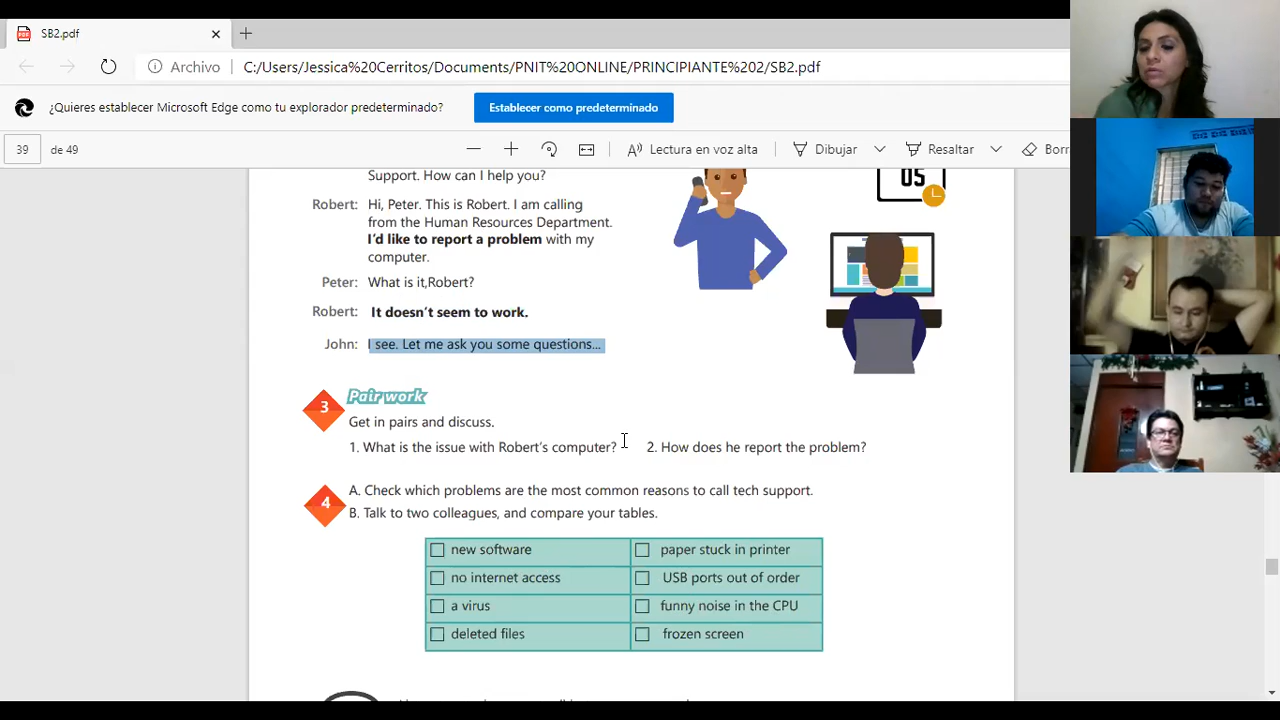 SB2.pdf
Archivo C:/Users/Jessica%20Cerritos/Documents/PNIT%20ONLINE/PRINCIPIANTE%202/SB2.pdf
¿Quieres establecer Microsoft Edge como tu explorador predeterminado? Establecer como predeterminado
39 de 49 Lectura en voz alta Dibujar Resaltar Bor
Support. How can I help you?
05
Robert: Hi, Peter. This is Robert. I am calling
from the Human Resources Department.
I'd like to report a problem with my
computer.
Peter: What is it,Robert?
Robert: It doesn't seem to work.
John: I see. Let me ask you some questions...
3 Pair work
Get in pairs and discuss.
1. What is the issue with Robert's computer? 2. How does he report the problem?
4 A. Check which problems are the most common reasons to call tech support.
B. Talk to two colleagues, and compare your tables.
new software paper stuck in printer
no internet access USB ports out of order
a virus funny noise in the CPU
deleted files frozen screen